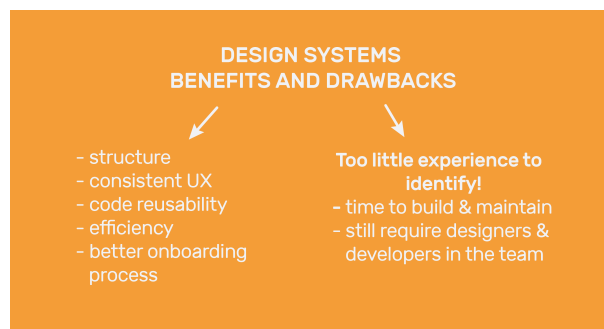 DESIGN SYSTEMS
BENEFITS AND DRAWBACKS
- structure
- consistent UX
- code reusability
- efficiency
- better onboarding
process
Too little experience to
identify!
- time to build & maintain
- still require designers &
developers in the team